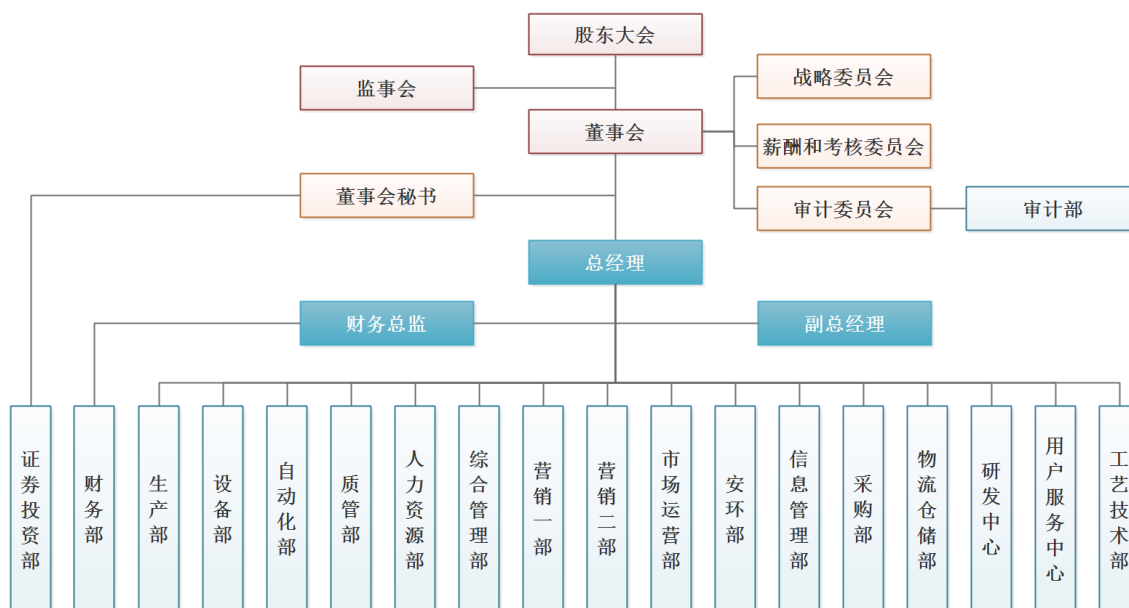 股东大会
监事会
战略委员会
董事会
薪酬和考核委员会
董事会秘书
审计委员会
审计部
总经理
财务总监
副总经理
证券投资部
财务部
生产部
设备部
自动化部
质管部
人力资源部
综合管理部
营销一部
营销二部
市场运营部
安环部
信息管理部
采购部
物流仓储部
研发中心
用户服务中心
工艺技术部